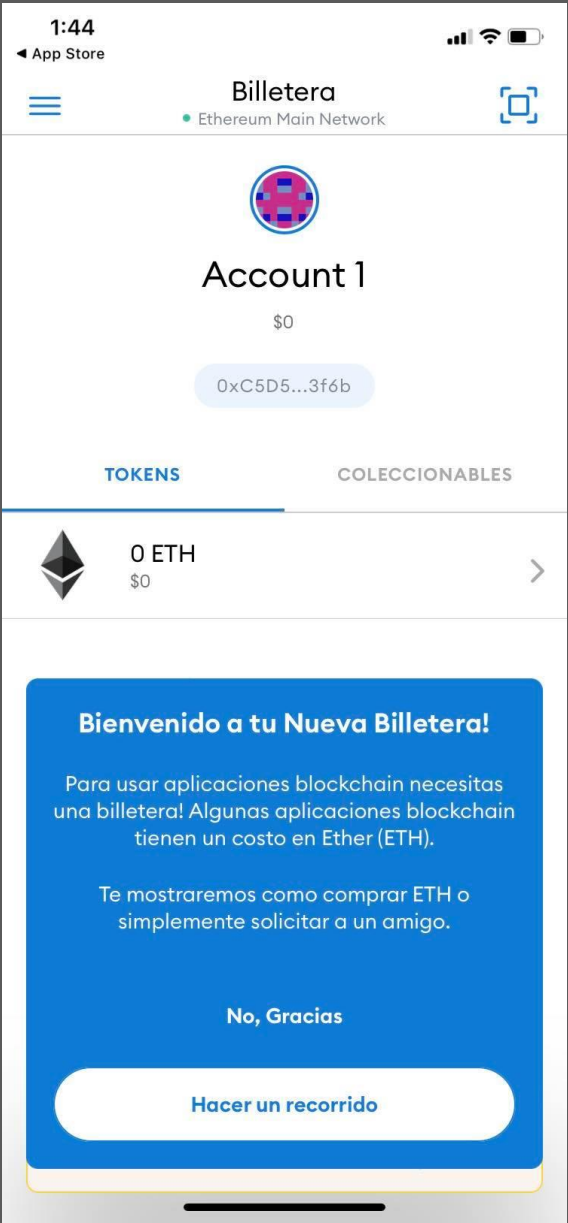 1:44
◀ App Store
Billetera
Ethereum Main Network
Account 1
$0
0xC5D5...3f6b
TOKENS
COLECCIONABLES
0 ETH
$0
Bienvenido a tu Nueva Billetera!
Para usar aplicaciones blockchain necesitas
una billetera! Algunas aplicaciones blockchain
tienen un costo en Ether (ETH).
Te mostraremos como comprar ETH o
simplemente solicitar a un amigo.
No, Gracias
Hacer un recorrido